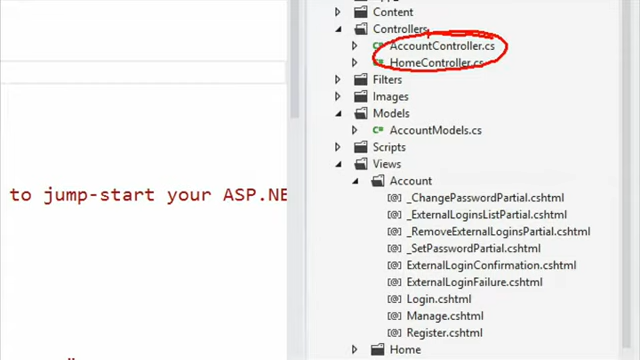 Content
Controllers
AccountController.cs
HomeController.cs
Filters
Images
Models
AccountModels.cs
Scripts
Views
Account
to jump-start your ASP.NE
_ChangePasswordPartial.cshtml
_ExternalLoginsListPartial.cshtml
_RemoveExternalLoginsPartial.cshtml
_SetPasswordPartial.cshtml
ExternalLoginConfirmation.cshtml
ExternalLoginFailure.cshtml
Login.cshtml
Manage.cshtml
Register.cshtml
Home